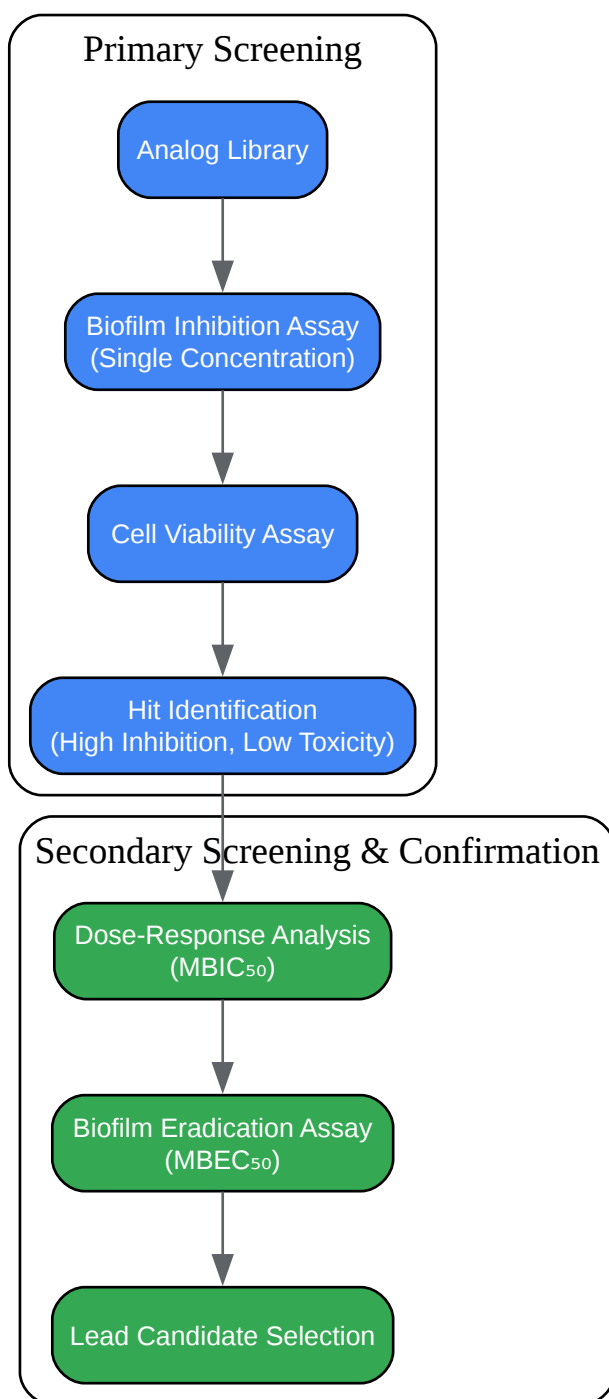 Primary Screening
Analog Library
Biofilm Inhibition Assay
(Single Concentration)
Cell Viability Assay
Hit Identification
(High Inhibition, Low Toxicity)
Secondary Screening & Confirmation
Dose-Response Analysis
(MBIC₅₀)
Biofilm Eradication Assay
(MBEC₅₀)
Lead Candidate Selection